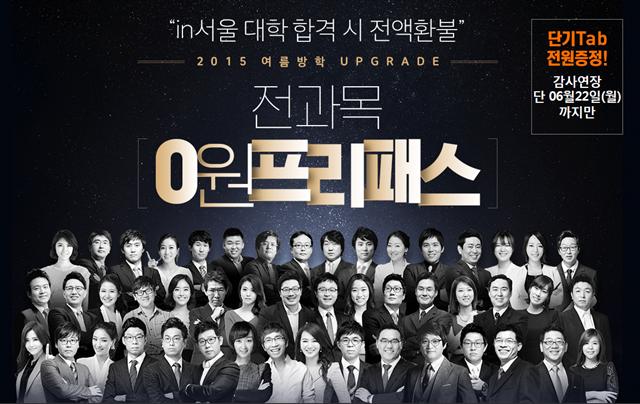 "in서울 대학 합격 시 전액환불"
2015 여름방학 UPGRADE
전과목
[0원프리패스]
단기Tab
전원증정!
감사연장
단 06월22일(월)
까지만